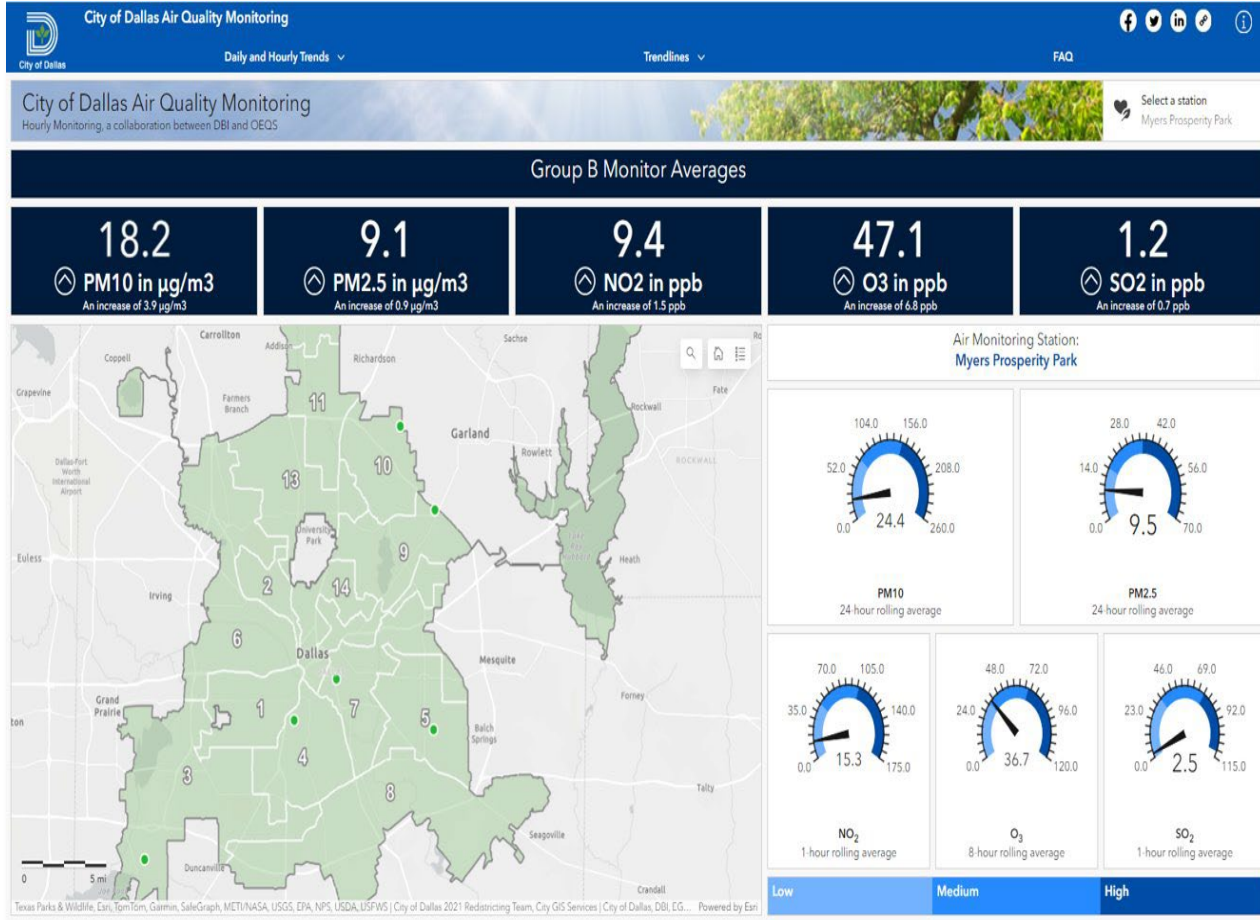 City of Dallas Air Quality Monitoring
City of Dallas
Daily and Hourly Trends
Trendlines
FAQ
City of Dallas Air Quality Monitoring
Hourly Monitoring, a collaboration between DBI and OEQS
Select a station
Myers Prosperity Park
Group B Monitor Averages
18.2
PM10 in µg/m3
An increase of 3.9 µg/m3
9.1
PM2.5 in µg/m3
An increase of 0.9 µg/m3
9.4
NO2 in ppb
An increase of 1.5 ppb
47.1
O3 in ppb
An increase of 6.8 ppb
1.2
SO2 in ppb
An increase of 0.7 ppb
Carrollton
Addison
Sachse
Coppell
Richardson
Grapevine
Fate
Farmers
Branch
11
Rockwall
Garland
10
Rowlett
ROCKWALL
Dallas-Fort
Worth
International
Airport
13
University
Park
9
Euless
Heath
2
14
Irving
6
Dallas
Mesquite
Grand
Prairie
1
7
5
Forney
Balch
Springs
4
3
8
Talty
Seagoville
Duncanville
Crandall
0
5 mi
Texas Parks & Wildlife, Esri, TomTom, Garmin, SafeGraph, METI/NASA, USGS, EPA, NPS, USDA, USFWS | City of Dallas 2021 Redistricting Team, City GIS Services | City of Dallas, DBI, EG...
Powered by Esri
Air Monitoring Station:
Myers Prosperity Park
104.0 156.0
52.0 208.0
0.0 24.4 260.0
PM10
24-hour rolling average
28.0 42.0
14.0 56.0
0.0 9.5 70.0
PM2.5
24-hour rolling average
70.0 105.0
35.0 140.0
0.0 15.3 175.0
NO2
1-hour rolling average
48.0 72.0
24.0 96.0
0.0 36.7 120.0
O3
8-hour rolling average
46.0 69.0
23.0 92.0
0.0 2.5 115.0
SO2
1-hour rolling average
Low
Medium
High